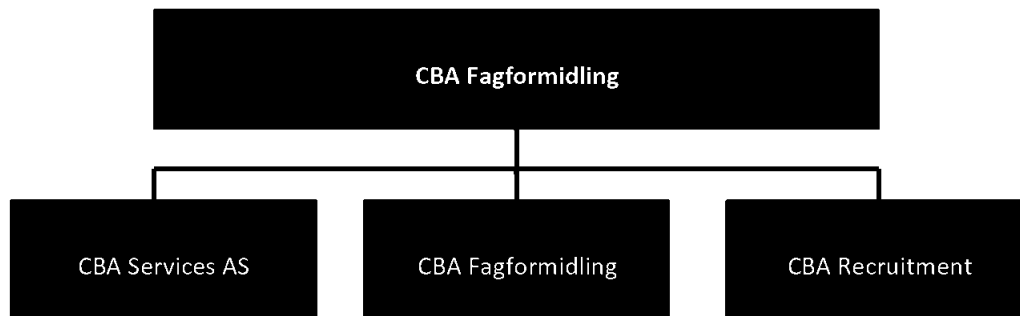 CBA Fagformidling
CBA Services AS
CBA Fagformidling
CBA Recruitment